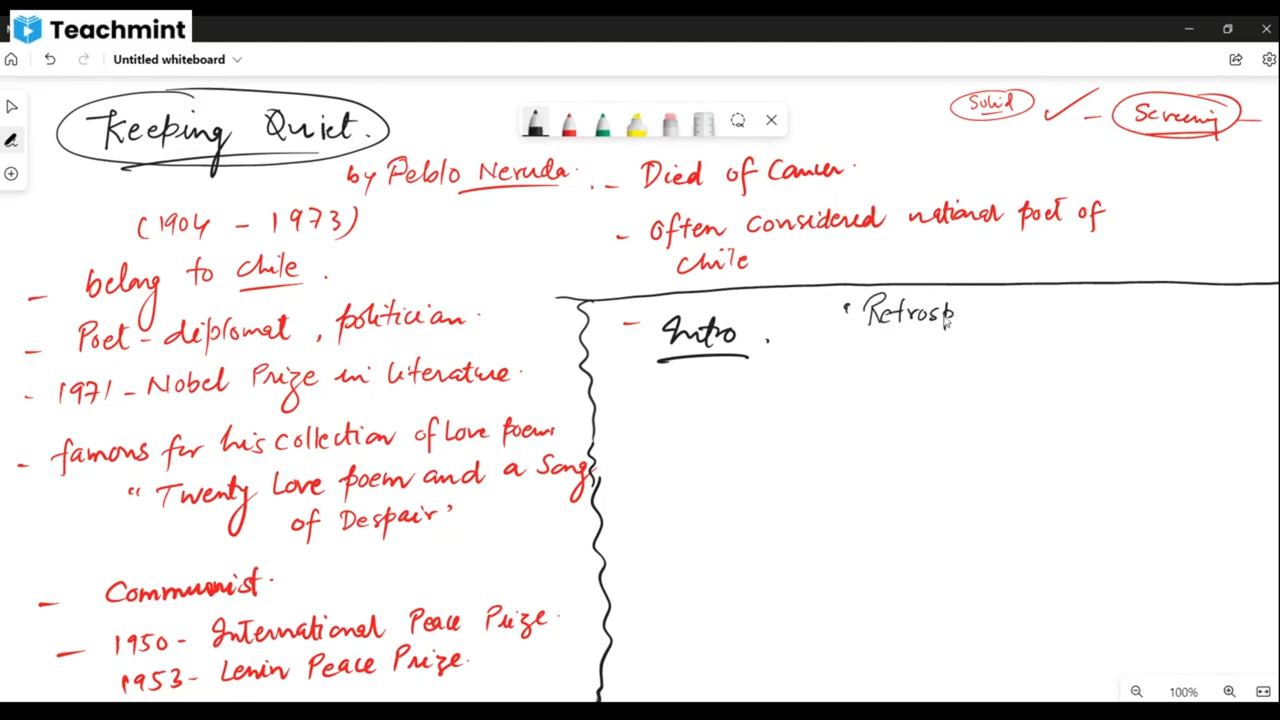 Teachmint
Untitled whiteboard
Keeping Quiet.
Solid - Screening -
by Pablo Neruda.
(1904 - 1973)
- belong to Chile.
- Poet-diplomat, politician.
- 1971 - Nobel Prize in literature.
- famous for his collection of Love poems
"Twenty Love poem and a Song
of Despair"
- Communist.
- 1950 - International Peace Prize.
1953 - Lenin Peace Prize.
- Died of Cancer.
- Often considered national poet of
Chile
- Intro.
Retrosp
100%